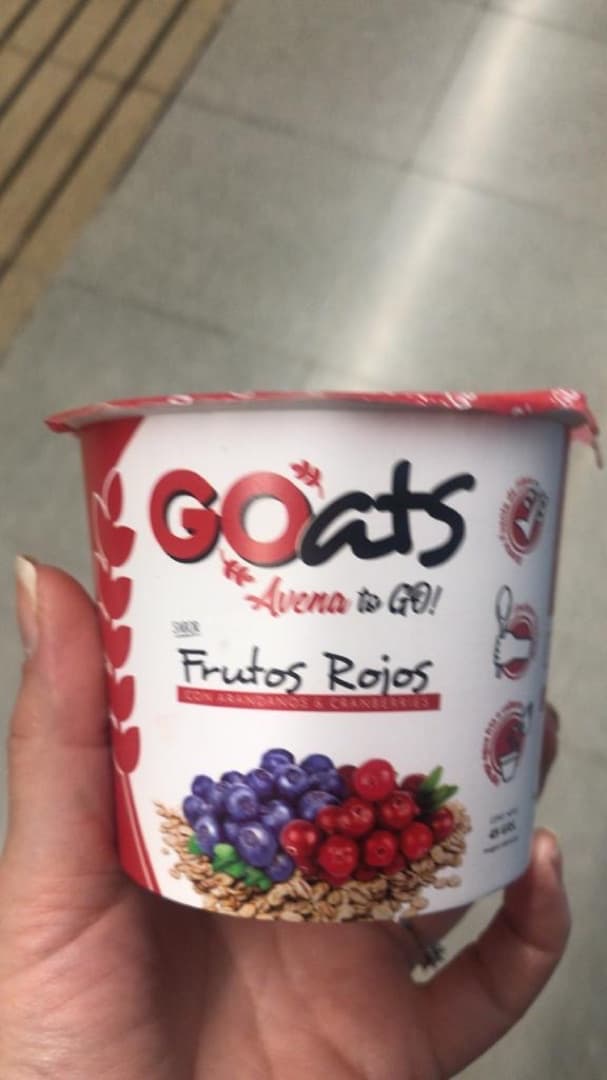 GOats
Avena to GO!
SABOR
Frutos Rojos
CON ARANDANOS & CRANBERRIES